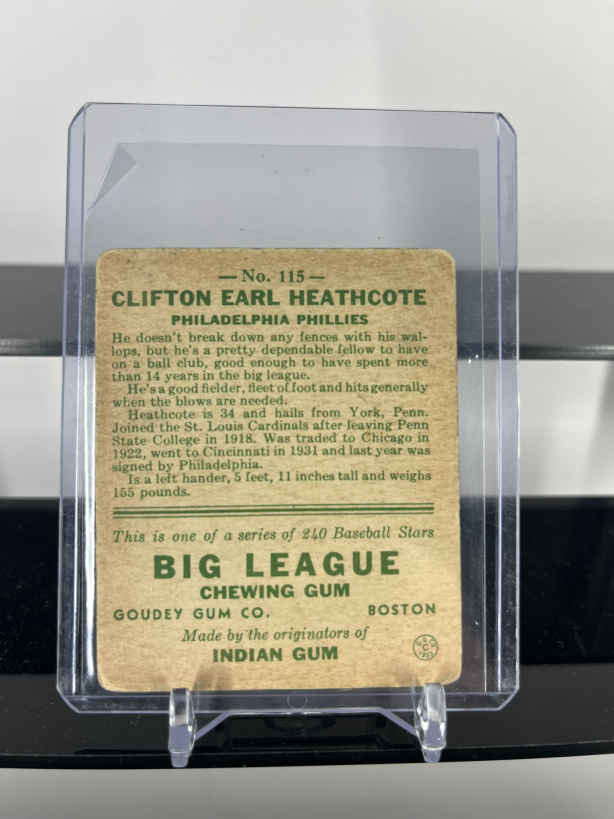 — No. 115 —
CLIFTON EARL HEATHCOTE
PHILADELPHIA PHILLIES
He doesn't break down any fences with his wal-
lops, but he's a pretty dependable fellow to have
on a ball club, good enough to have spent more
than 14 years in the big league.
He's a good fielder, fleet of foot and hits generally
when the blows are needed.
Heathcote is 34 and hails from York, Penn.
Joined the St. Louis Cardinals after leaving Penn
State College in 1918. Was traded to Chicago in
1922, went to Cincinnati in 1931 and last year was
signed by Philadelphia.
Is a left hander, 5 feet, 11 inches tall and weighs
155 pounds.
This is one of a series of 240 Baseball Stars
BIG LEAGUE
CHEWING GUM
GOUDEY GUM CO. BOSTON
Made by the originators of
INDIAN GUM